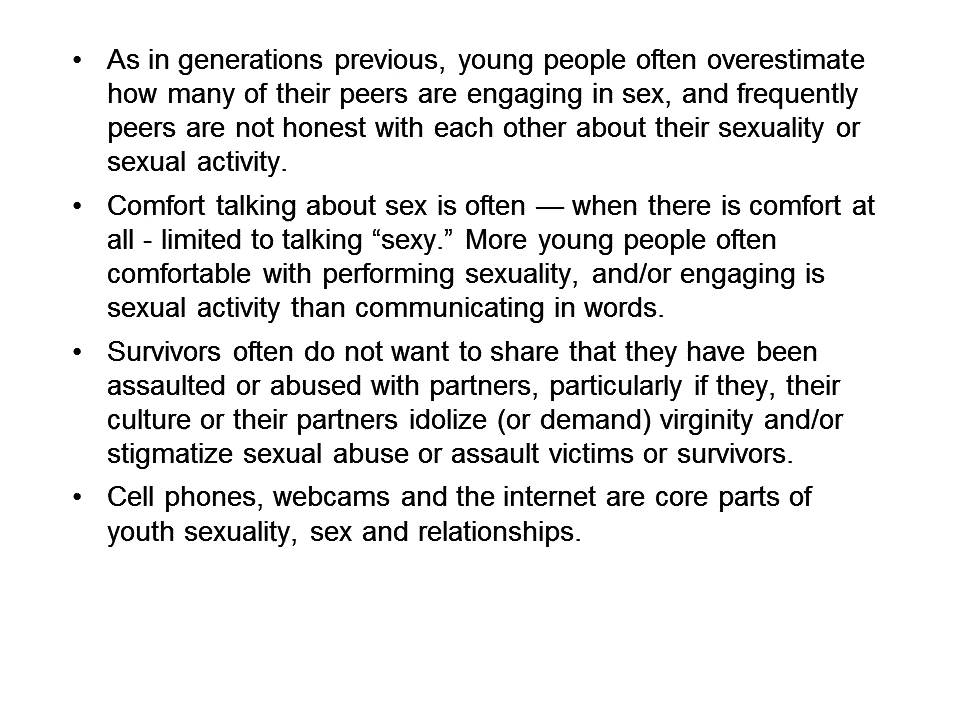 • As in generations previous, young people often overestimate
how many of their peers are engaging in sex, and frequently
peers are not honest with each other about their sexuality or
sexual activity.
• Comfort talking about sex is often — when there is comfort at
all - limited to talking “sexy.” More young people often
comfortable with performing sexuality, and/or engaging is
sexual activity than communicating in words.
• Survivors often do not want to share that they have been
assaulted or abused with partners, particularly if they, their
culture or their partners idolize (or demand) virginity and/or
stigmatize sexual abuse or assault victims or survivors.
• Cell phones, webcams and the internet are core parts of
youth sexuality, sex and relationships.